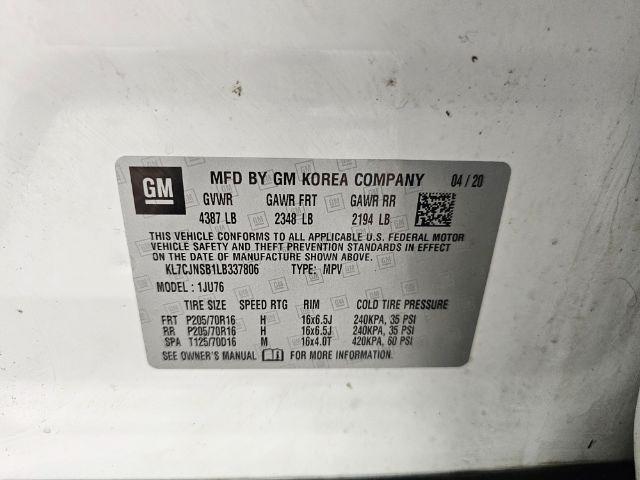 GM
MFD BY GM KOREA COMPANY 04 / 20
GVWR GAWR FRT GAWR RR
4387 LB 2348 LB 2194 LB
THIS VEHICLE CONFORMS TO ALL APPLICABLE U.S. FEDERAL MOTOR
VEHICLE SAFETY AND THEFT PREVENTION STANDARDS IN EFFECT
ON THE DATE OF MANUFACTURE SHOWN ABOVE.
KL7CJNSB1LB337806 TYPE: MPV
MODEL : 1JU76
TIRE SIZE SPEED RTG RIM COLD TIRE PRESSURE
FRT P205/70R16 H 16x6.5J 240KPA, 35 PSI
RR P205/70R16 H 16x6.5J 240KPA, 35 PSI
SPA T125/70D16 M 16x4.0T 420KPA, 60 PSI
SEE OWNER'S MANUAL FOR MORE INFORMATION.